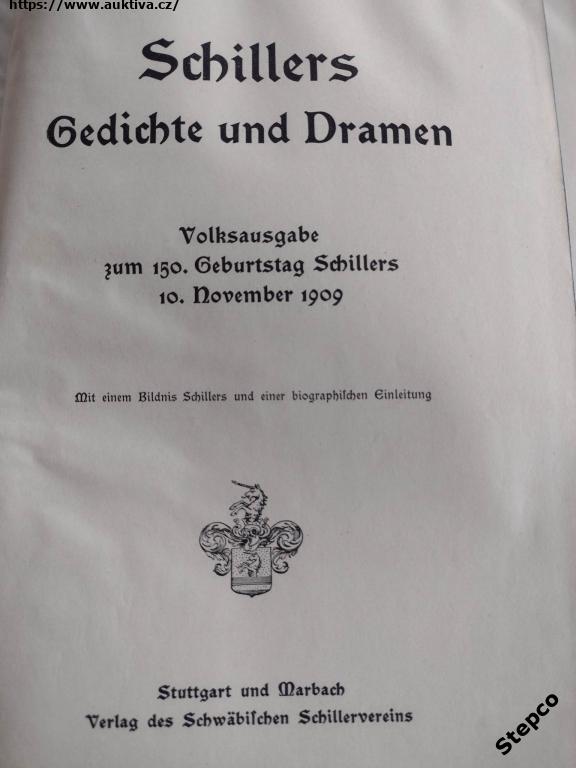 https://www.auktiva.cz/
Schillers
Gedichte und Dramen
Volksausgabe
zum 150. Geburtstag Schillers
10. November 1909
Mit einem Bildnis Schillers und einer biographiſchen Einleitung
Stuttgart und Marbach
Verlag des Schwäbiſchen Schillervereins
Stepco